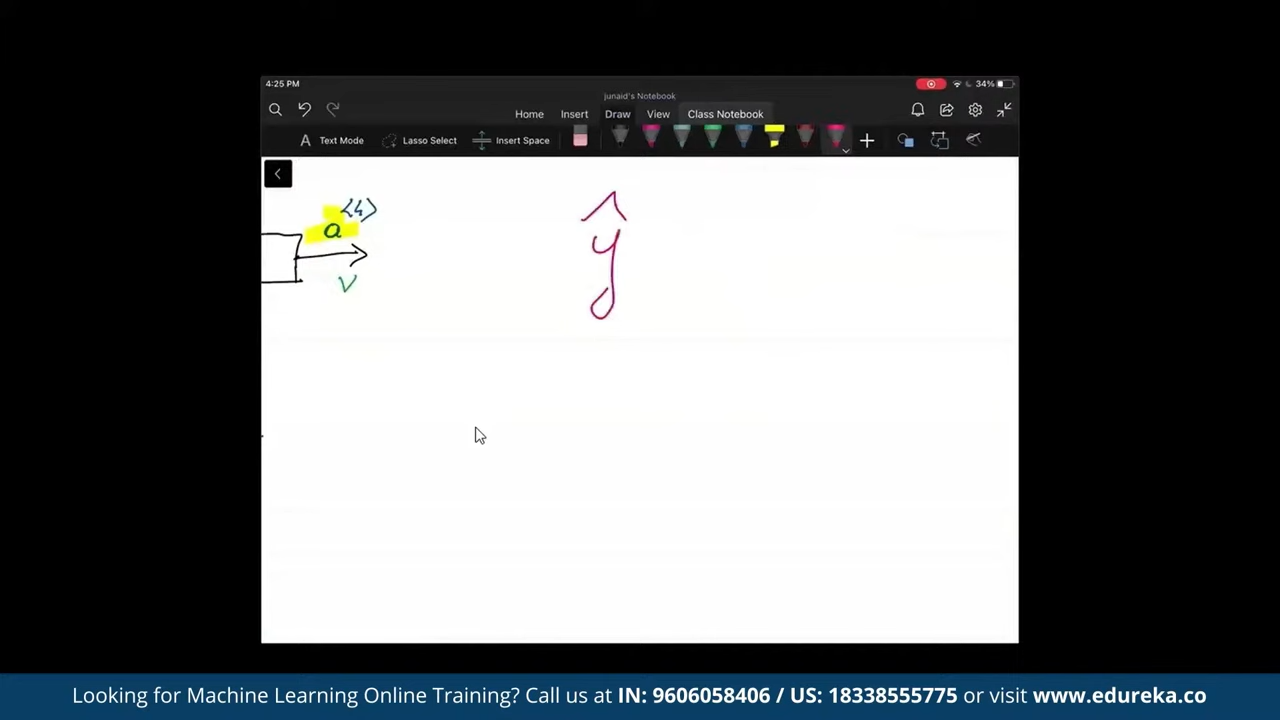 4:25 PM
34%
junaid's Notebook
Home Insert Draw View Class Notebook
A Text Mode Lasso Select Insert Space
a<4>
v
ŷ
Looking for Machine Learning Online Training? Call us at IN: 9606058406 / US: 18338555775 or visit www.edureka.co